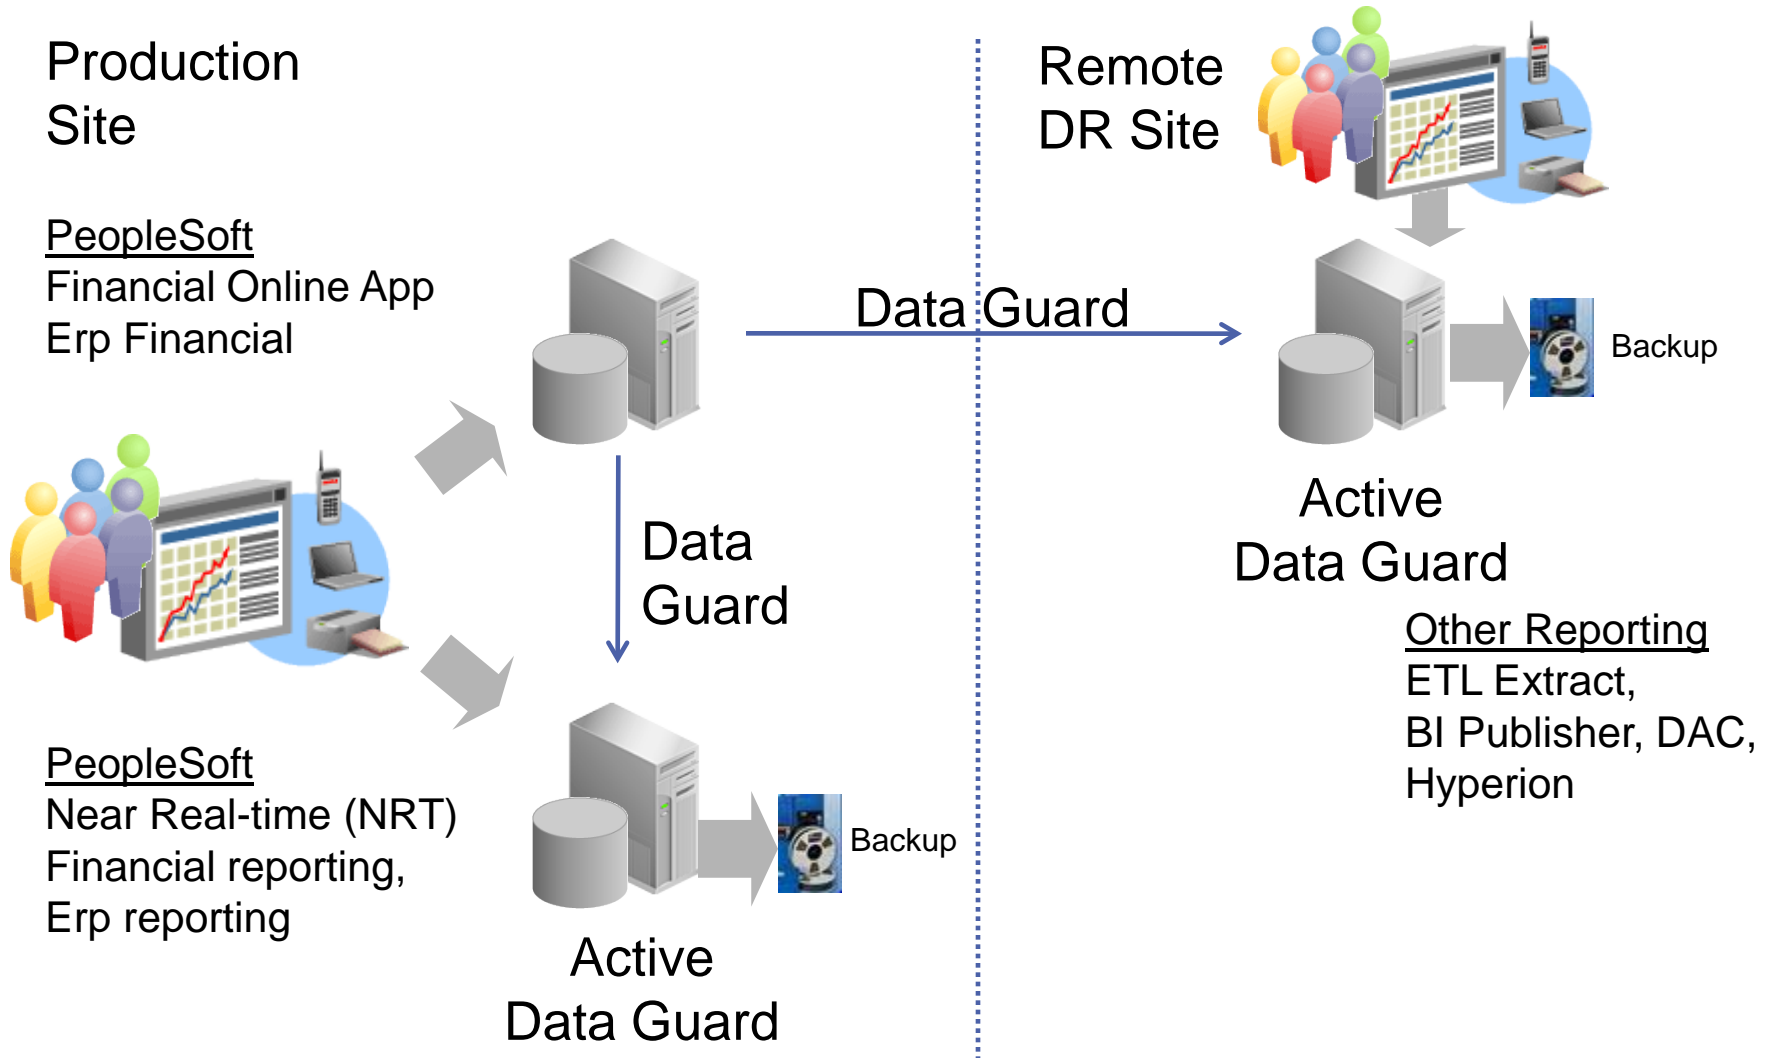 Production
Site
PeopleSoft
Financial Online App
Erp Financial
Data Guard
Remote
DR Site
Backup
Active
Data Guard
Other Reporting
ETL Extract,
BI Publisher, DAC,
Hyperion
Data
Guard
PeopleSoft
Near Real-time (NRT)
Financial reporting,
Erp reporting
Backup
Active
Data Guard